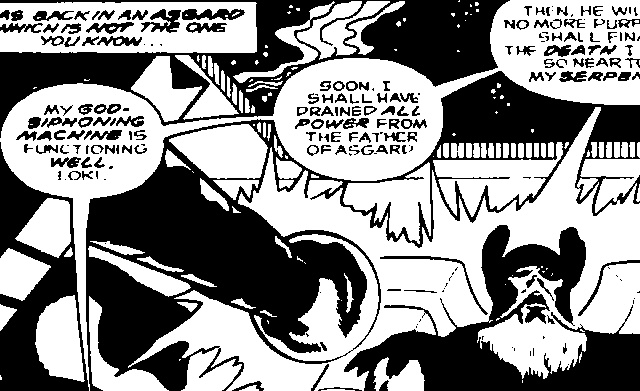 AS BACK IN AN ASGARD
WHICH IS NOT THE ONE
YOU KNOW...
MY GOD-
SIPHONING
MACHINE IS
FUNCTIONING
WELL,
LOKI.
SOON, I
SHALL HAVE
DRAINED ALL
POWER FROM
THE FATHER
OF ASGARD
THEN, HE WI
NO MORE PURP
SHALL FINA
THE DEATH I
SO NEAR TO
MY SERPEN